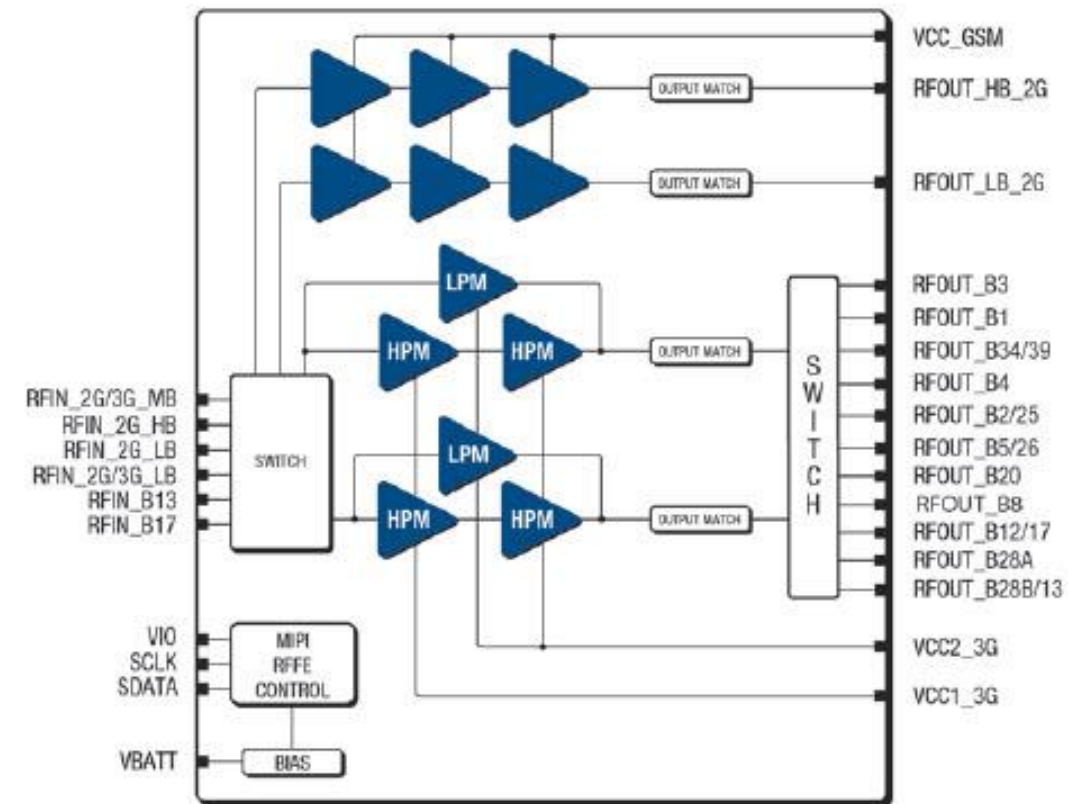 VCC_GSM
OUTPUT MATCH
RFOUT_HB_2G
OUTPUT MATCH
RFOUT_LB_2G
LPM
HPM
HPM
OUTPUT MATCH
LPM
HPM
HPM
OUTPUT MATCH
SWITCH
RFOUT_B3
RFOUT_B1
RFOUT_B34/39
RFOUT_B4
RFOUT_B2/25
RFOUT_B5/26
RFOUT_B20
RFOUT_B8
RFOUT_B12/17
RFOUT_B28A
RFOUT_B28B/13
RFIN_2G/3G_MB
RFIN_2G_HB
RFIN_2G_LB
RFIN_2G/3G_LB
RFIN_B13
RFIN_B17
SWITCH
VIO
SCLK
SDATA
MIPI
RFFE
CONTROL
VBATT
BIAS
VCC2_3G
VCC1_3G